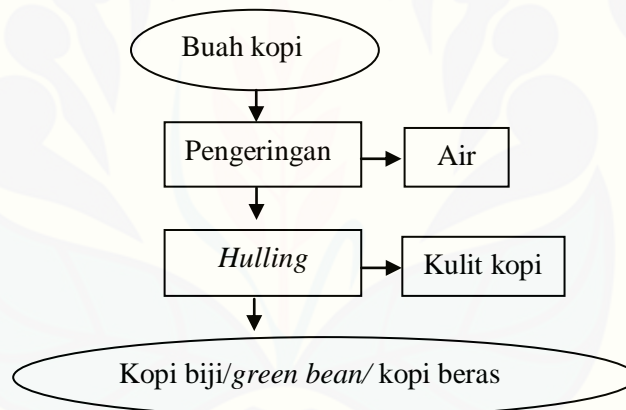 Buah kopi
Pengeringan
Air
Hulling
Kulit kopi
Kopi biji/green bean/ kopi beras